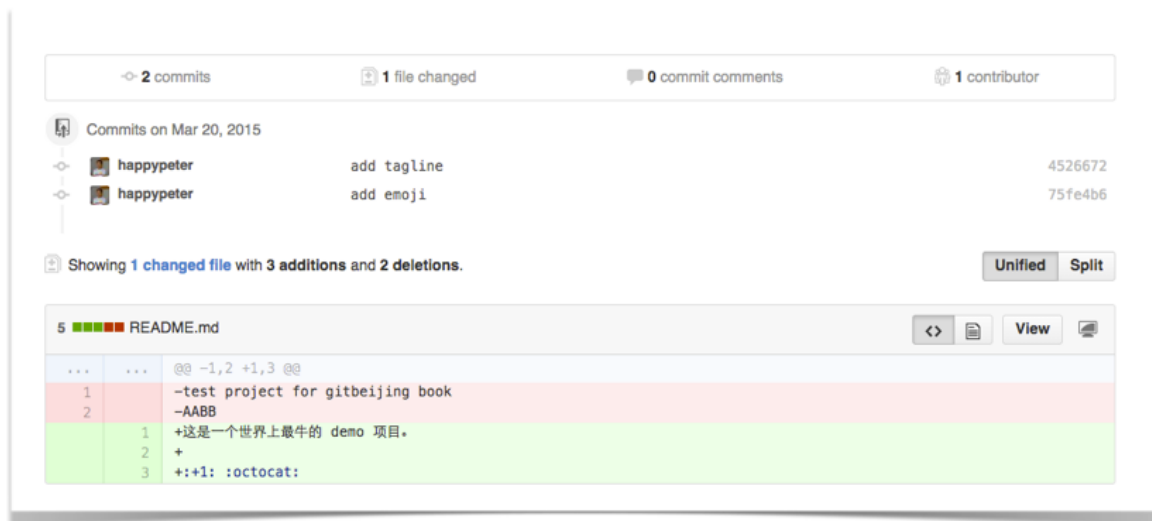 2 commits 1 file changed 0 commit comments 1 contributor
Commits on Mar 20, 2015
happypeter add tagline 4526672
happypeter add emoji 75fe4b6
Showing 1 changed file with 3 additions and 2 deletions. Unified Split
5 README.md <> View
... ... @@ -1,2 +1,3 @@
1 -test project for gitbeijing book
2 -AABB
1 +这是一个世界上最牛的 demo 项目。
2 +
3 +:+1: :octocat: